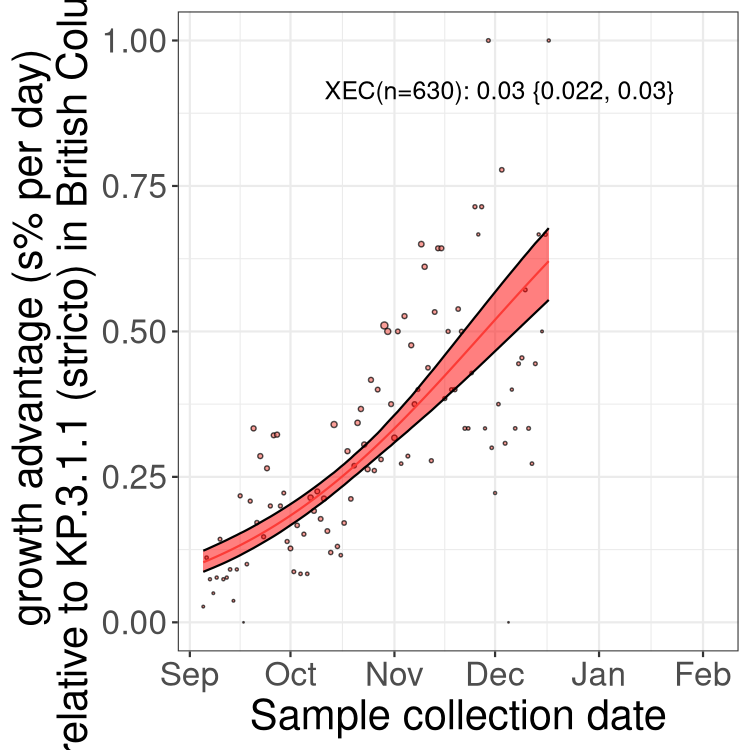 growth advantage (s% per day)
relative to KP.3.1.1 (stricto) in British Colu
1.00
0.75
0.50
0.25
0.00
XEC(n=630): 0.03 {0.022, 0.03}
Sep Oct Nov Dec Jan Feb
Sample collection date